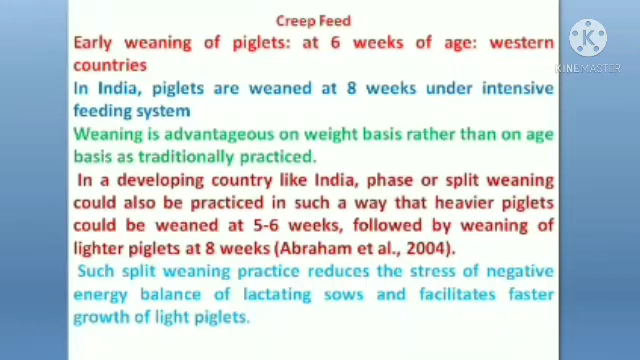 Creep Feed
Early weaning of piglets: at 6 weeks of age: western
countries
In India, piglets are weaned at 8 weeks under intensive
feeding system
Weaning is advantageous on weight basis rather than on age
basis as traditionally practiced.
In a developing country like India, phase or split weaning
could also be practiced in such a way that heavier piglets
could be weaned at 5-6 weeks, followed by weaning of
lighter piglets at 8 weeks (Abraham et al., 2004).
Such split weaning practice reduces the stress of negative
energy balance of lactating sows and facilitates faster
growth of light piglets.
K
KINEMASTER